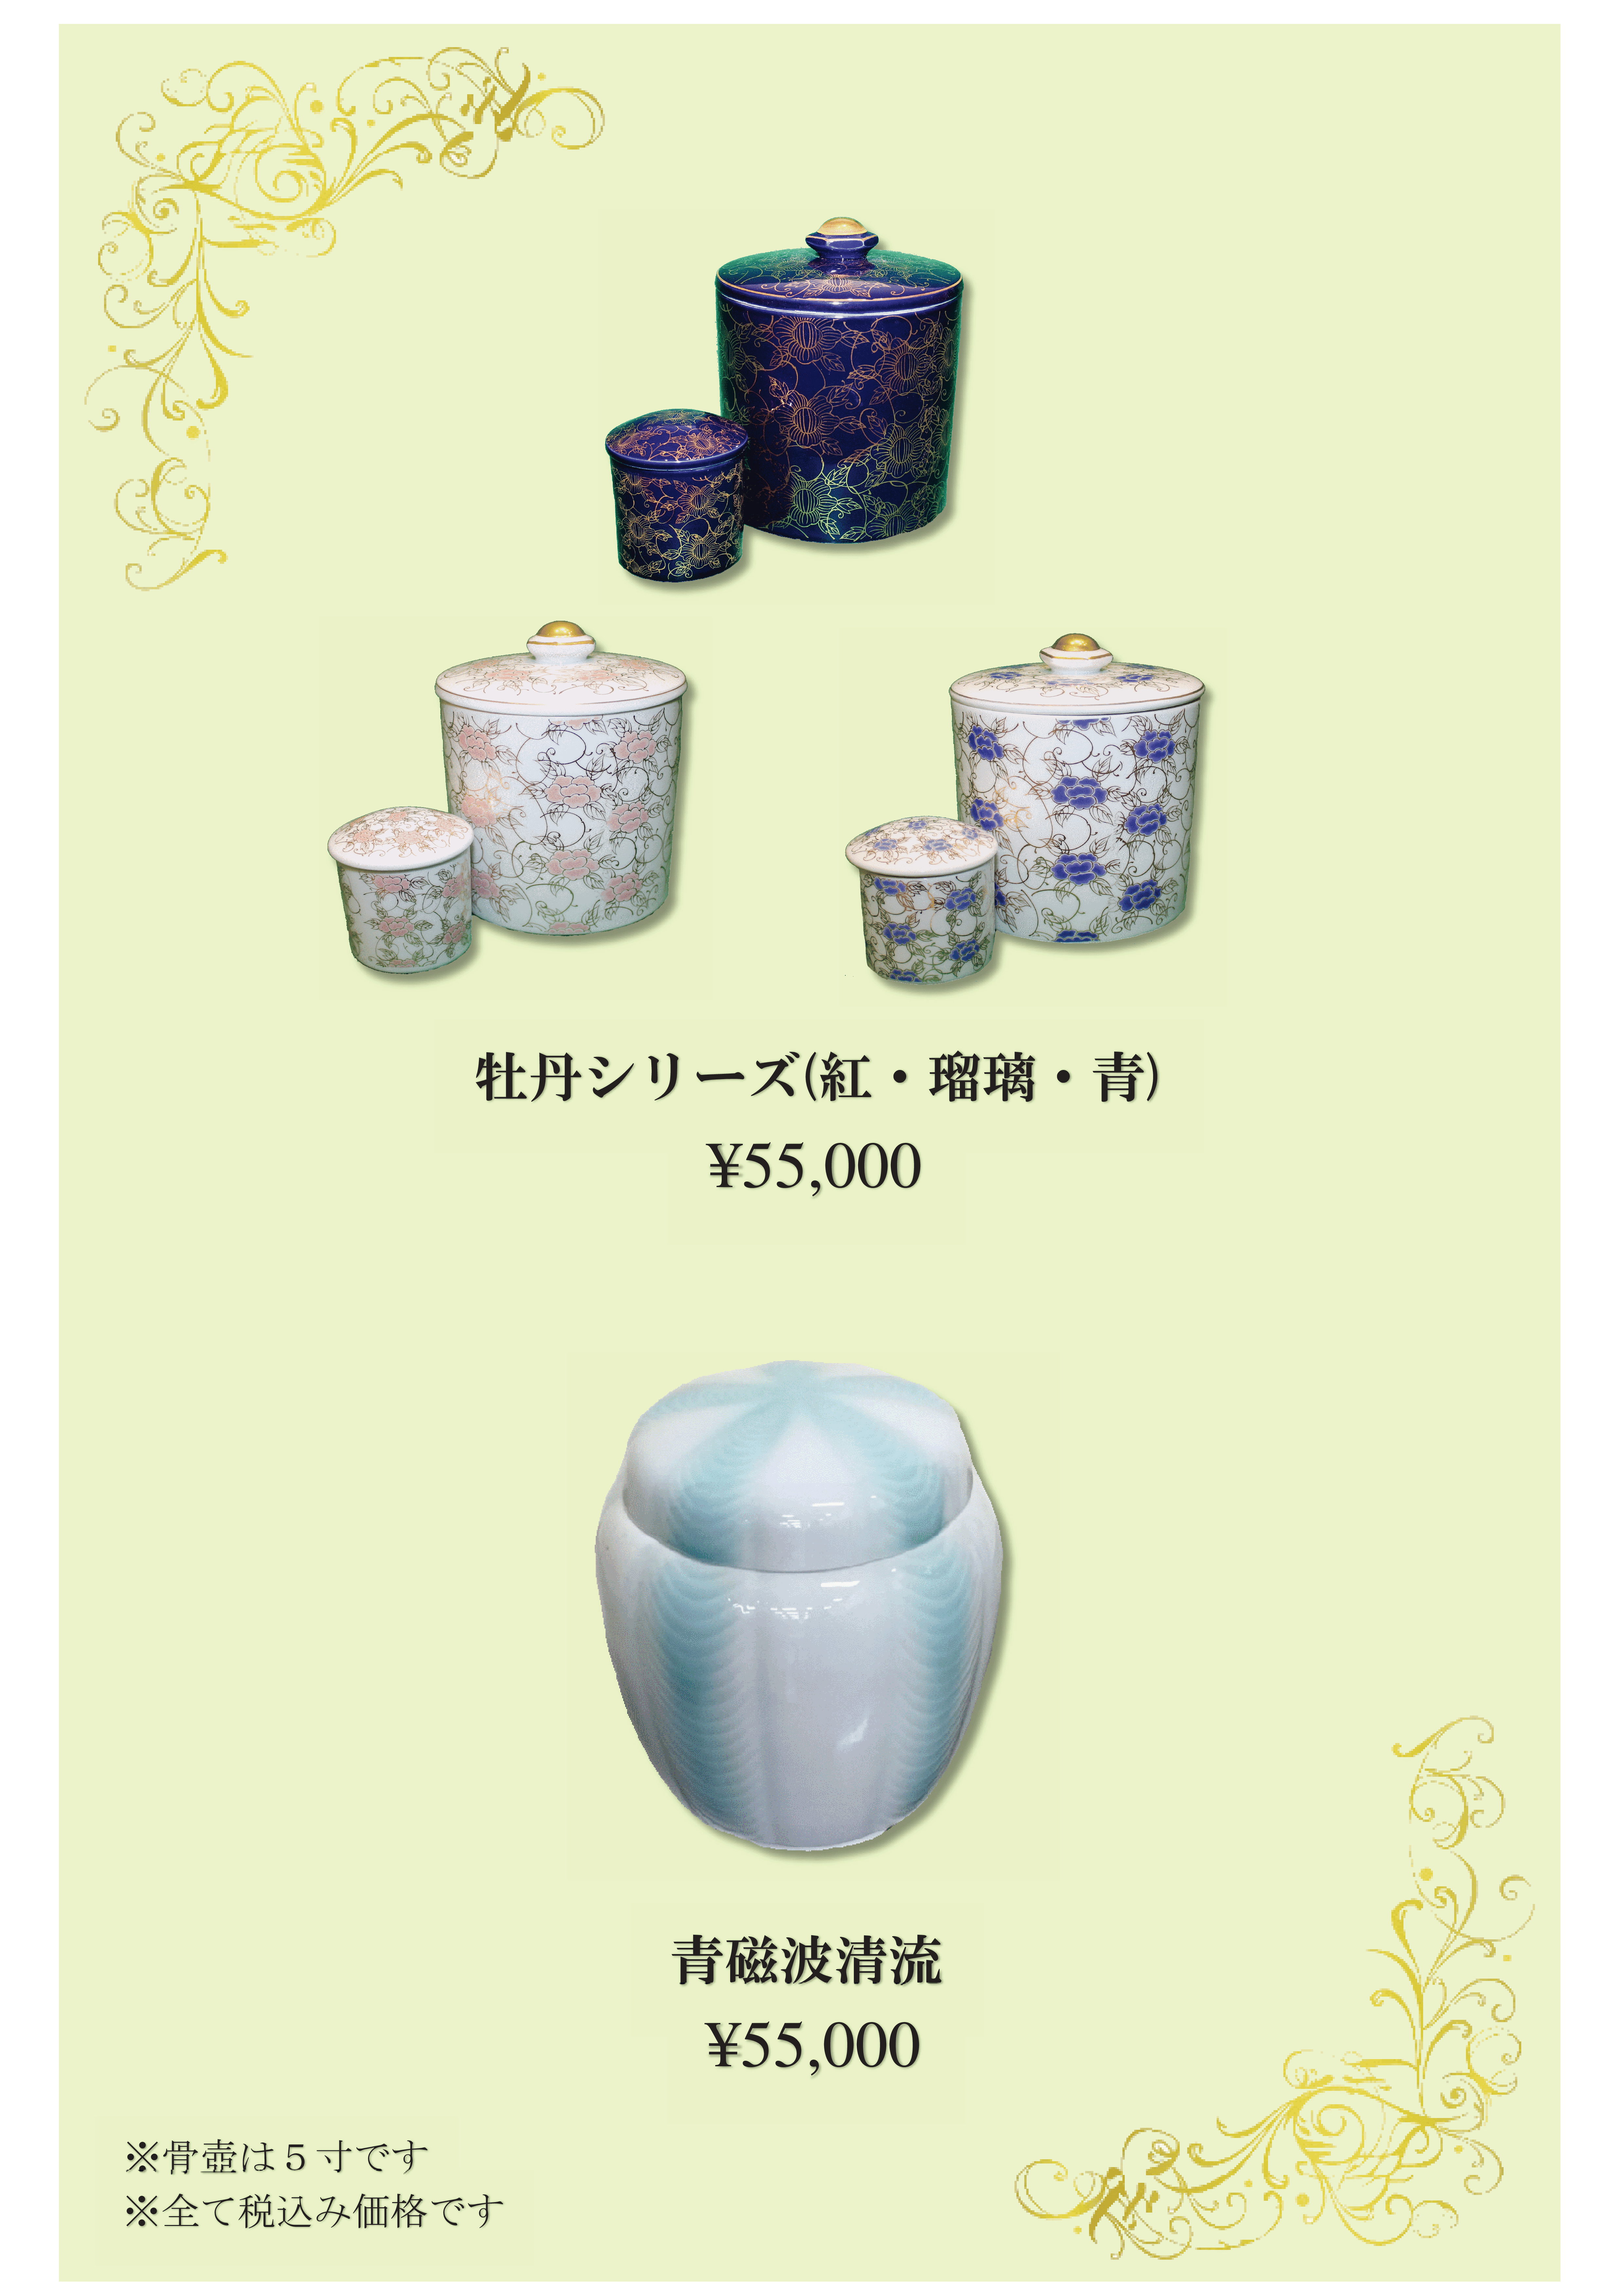 牡丹シリーズ(紅・瑠璃・青)
¥55,000
青磁波清流
¥55,000
※骨壺は５寸です
※全て税込み価格です